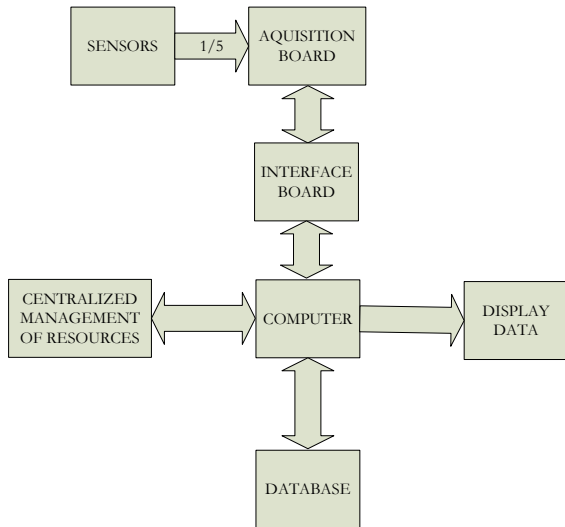 SENSORS
1/5
AQUISITION
BOARD
INTERFACE
BOARD
CENTRALIZED
MANAGEMENT
OF RESOURCES
COMPUTER
DISPLAY
DATA
DATABASE